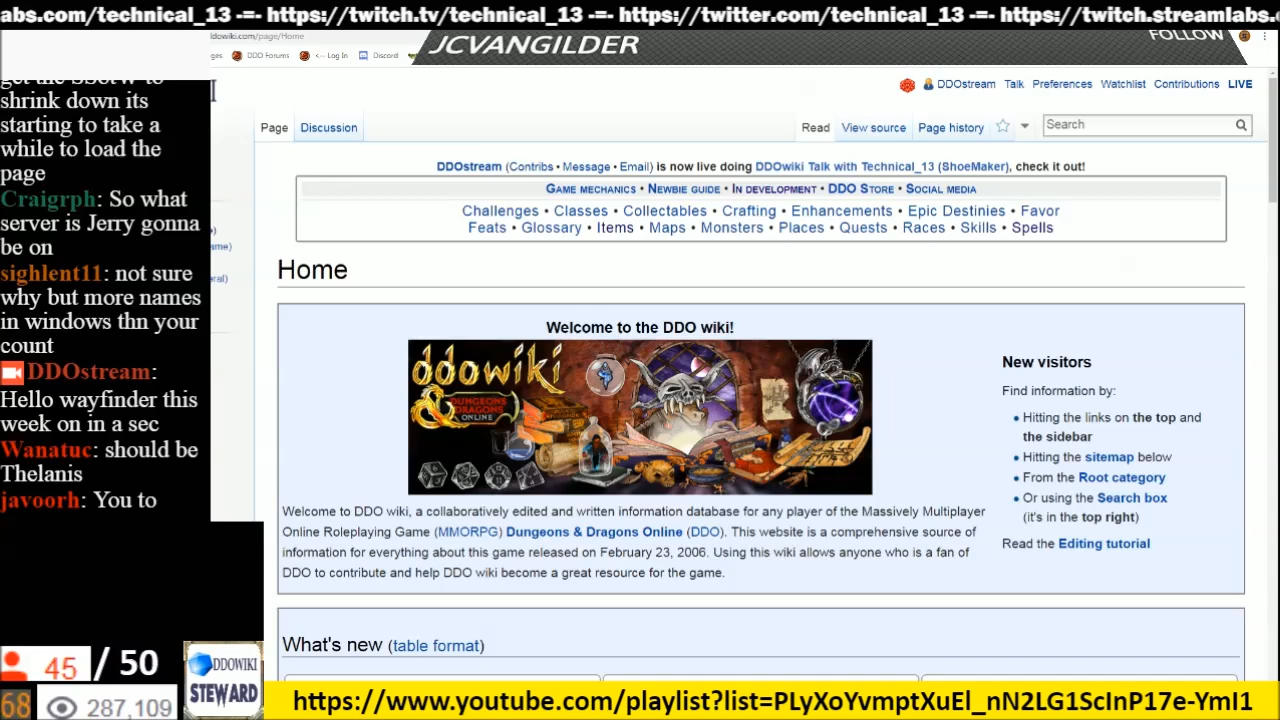 abs.com/technical_13 -=- https://twitch.tv/technical_13 -=- https://twitter.com/technical_13 -=- https://twitch.streamlabs.
ddowiki.com/page/Home
JCVANGILDER
FOLLOW
ges DDO Forums <-- Log In Discord
get the SSotW to
shrink down its
starting to take a
while to load the
page
Craigrph: So what
server is Jerry gonna
be on
sighlent11: not sure
why but more names
in windows thn your
count
DDOstream:
Hello wayfinder this
week on in a sec
Wanatuc: should be
Thelanis
javoorh: You to
DDOstream Talk Preferences Watchlist Contributions LIVE
Page Discussion Read View source Page history Search
DDOstream (Contribs • Message • Email) is now live doing DDOwiki Talk with Technical_13 (ShoeMaker), check it out!
Game mechanics • Newbie guide • In development • DDO Store • Social media
Challenges • Classes • Collectables • Crafting • Enhancements • Epic Destinies • Favor
Feats • Glossary • Items • Maps • Monsters • Places • Quests • Races • Skills • Spells
Home
Welcome to the DDO wiki!
ddowiki
DUNGEONS & DRAGONS
ONLINE
New visitors
Find information by:
• Hitting the links on the top and
the sidebar
• Hitting the sitemap below
• From the Root category
• Or using the Search box
(it's in the top right)
Read the Editing tutorial
Welcome to DDO wiki, a collaboratively edited and written information database for any player of the Massively Multiplayer
Online Roleplaying Game (MMORPG) Dungeons & Dragons Online (DDO). This website is a comprehensive source of
information for everything about this game released on February 23, 2006. Using this wiki allows anyone who is a fan of
DDO to contribute and help DDO wiki become a great resource for the game.
What's new (table format)
45 / 50
68 287,109
DDOWIKI
STEWARD
https://www.youtube.com/playlist?list=PLyXoYvmptXuEl_nN2LG1ScInP17e-YmI1